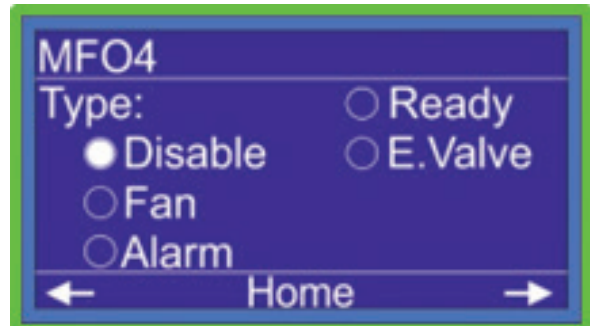 MFO4
Type:
Disable
Fan
Alarm
Ready
E.Valve
Home